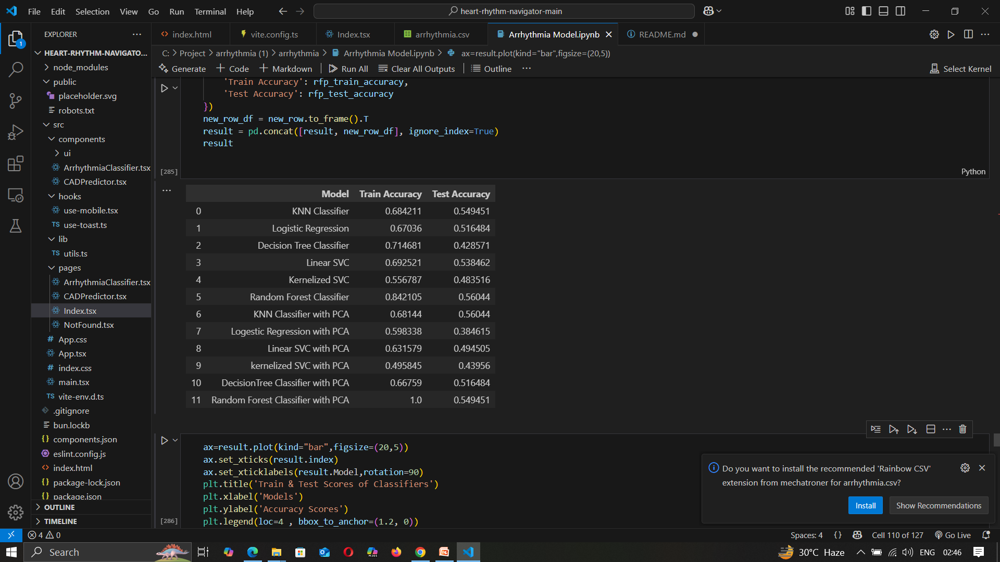 File Edit Selection View Go Run Terminal Help
heart-rhythm-navigator-main
EXPLORER
index.html
vite.config.ts
Index.tsx
arrhythmia.csv
Arrhythmia Model.ipynb
README.md
C: > Project > arrhythmia (1) > arrhythmia > Arrhythmia Model.ipynb > ax=result.plot(kind="bar",figsize=(20,5))
Generate + Code + Markdown Run All Clear All Outputs Outline ...
Select Kernel
1
HEART-RHYTHM-NAVIGATO...
node_modules
public
placeholder.svg
robots.txt
src
components
ui
ArrhythmiaClassifier.tsx
CADPredictor.tsx
hooks
use-mobile.tsx
TS use-toast.ts
lib
TS utils.ts
pages
ArrhythmiaClassifier.tsx
CADPredictor.tsx
Index.tsx
NotFound.tsx
# App.css
App.tsx
# index.css
main.tsx
TS vite-env.d.ts
.gitignore
bun.lockb
{} components.json
eslint.config.js
<> index.html
{} package-lock.json
{} package.json
OUTLINE
TIMELINE
'Train Accuracy': rfp_train_accuracy,
'Test Accuracy': rfp_test_accuracy
})
new_row_df = new_row.to_frame().T
result = pd.concat([result, new_row_df], ignore_index=True)
result
[285]
Python
Model Train Accuracy Test Accuracy
0 KNN Classifier 0.684211 0.549451
1 Logistic Regression 0.67036 0.516484
2 Decision Tree Classifier 0.714681 0.428571
3 Linear SVC 0.692521 0.538462
4 Kernelized SVC 0.556787 0.483516
5 Random Forest Classifier 0.842105 0.56044
6 KNN Classifier with PCA 0.68144 0.56044
7 Logestic Regression with PCA 0.598338 0.384615
8 Linear SVC with PCA 0.631579 0.494505
9 kernelized SVC with PCA 0.495845 0.43956
10 DecisionTree Classifier with PCA 0.66759 0.516484
11 Random Forest Classifier with PCA 1.0 0.549451
ax=result.plot(kind="bar",figsize=(20,5))
ax.set_xticks(result.index)
ax.set_xticklabels(result.Model,rotation=90)
plt.title('Train & Test Scores of Classifiers')
plt.xlabel('Models')
plt.ylabel('Accuracy Scores')
plt.legend(loc=4 , bbox_to_anchor=(1.2, 0))
[286]
Do you want to install the recommended 'Rainbow CSV'
extension from mechatroner for arrhythmia.csv?
Install
Show Recommendations
4 0
Spaces: 4 {} Cell 110 of 127 Go Live
Search
M365
30°C Haze
ENG 02:46